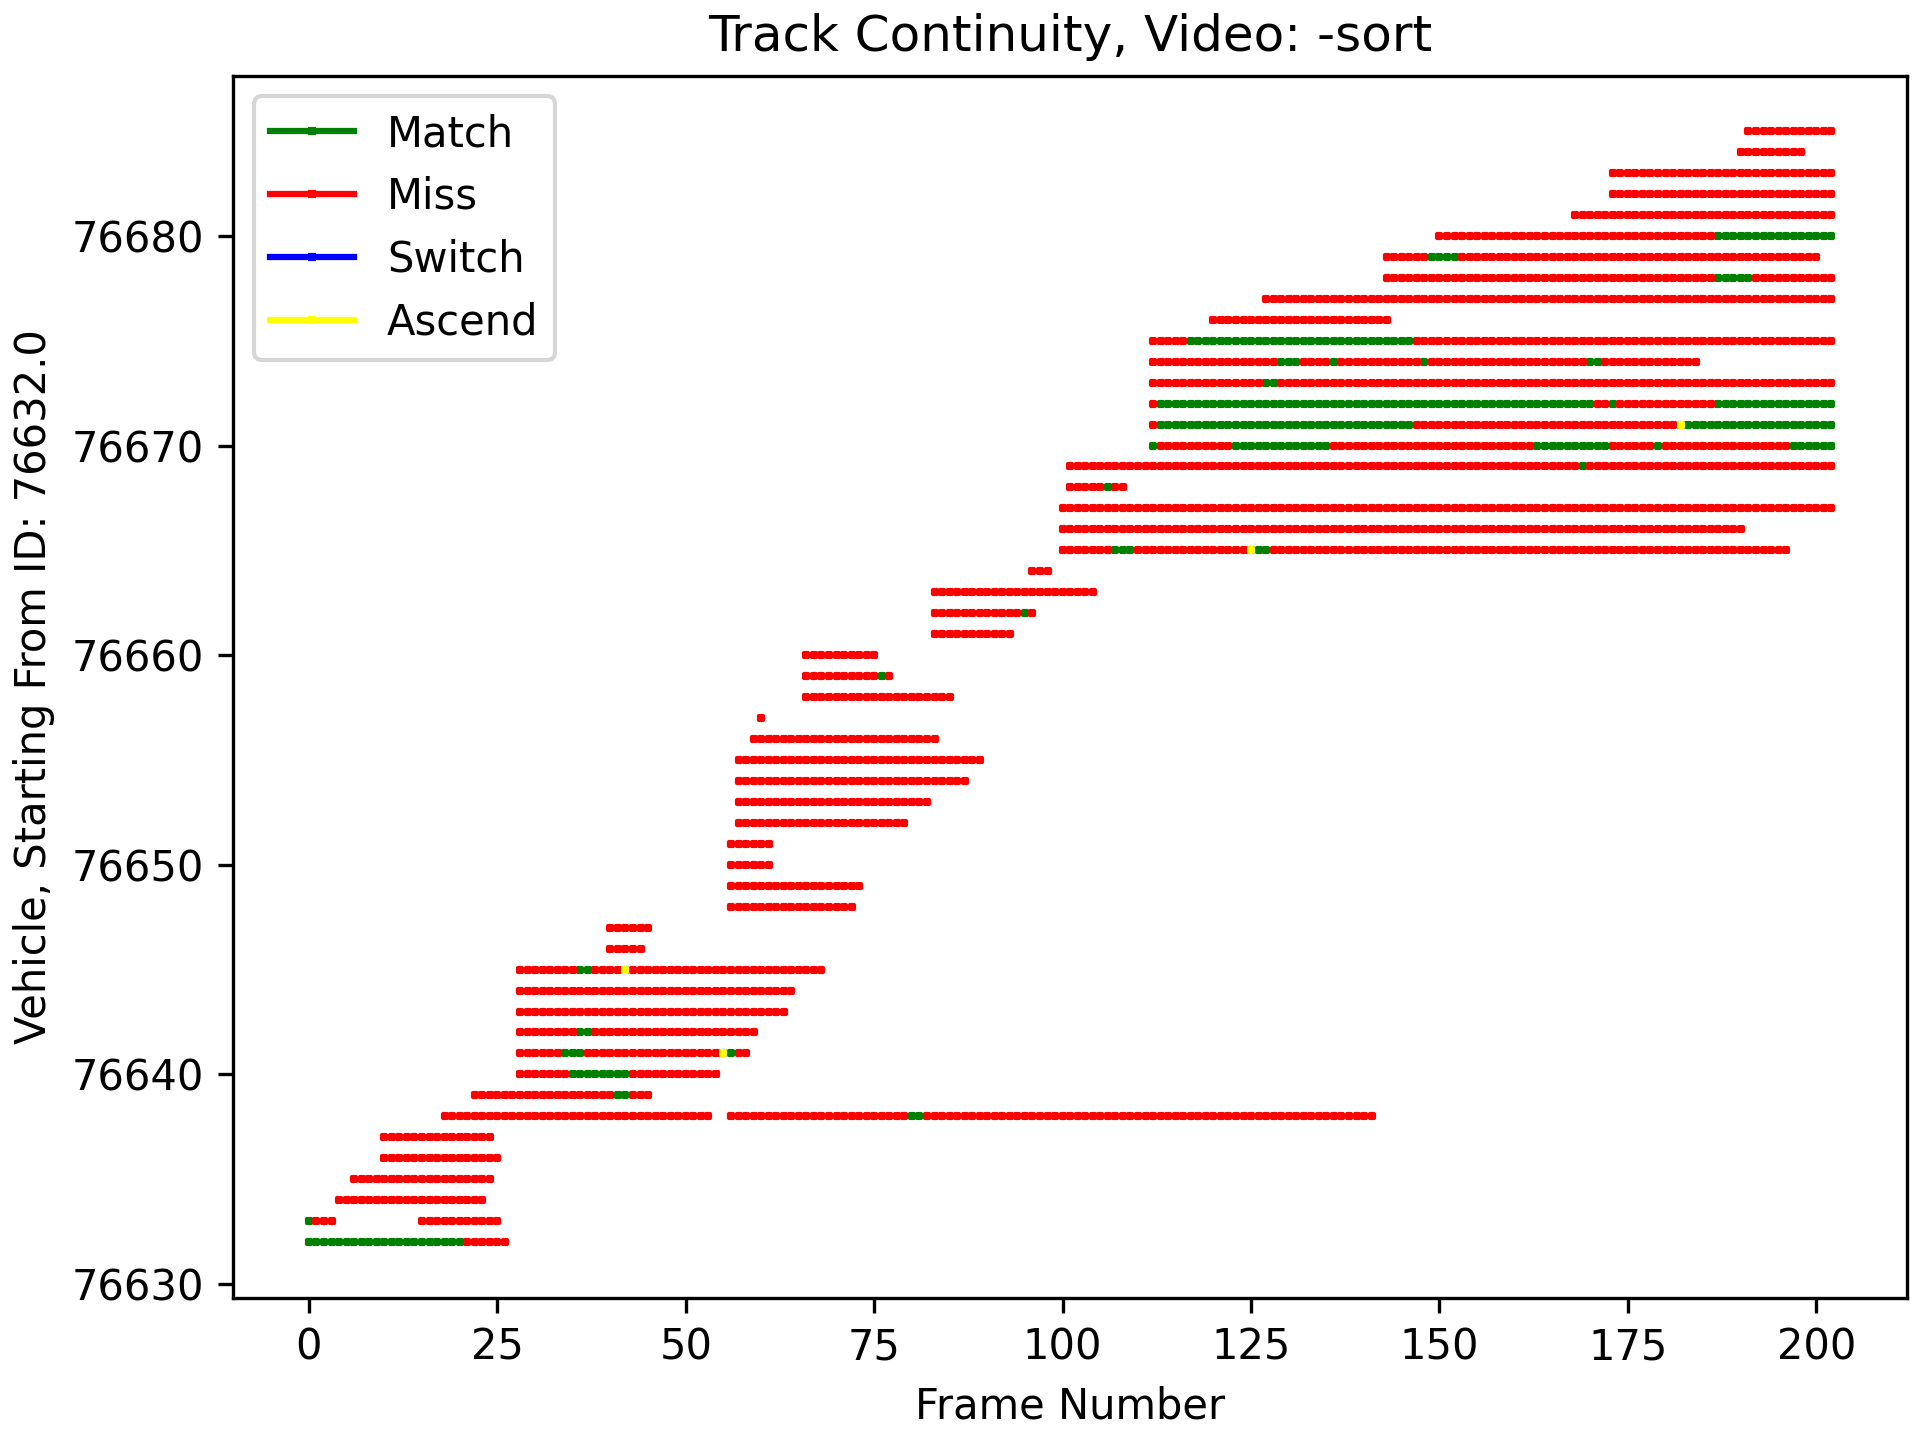 Track Continuity, Video: -sort
Match
Miss
Switch
Ascend
Vehicle, Starting From ID: 76632.0
76680
76670
76660
76650
76640
76630
0 25 50 75 100 125 150 175 200
Frame Number